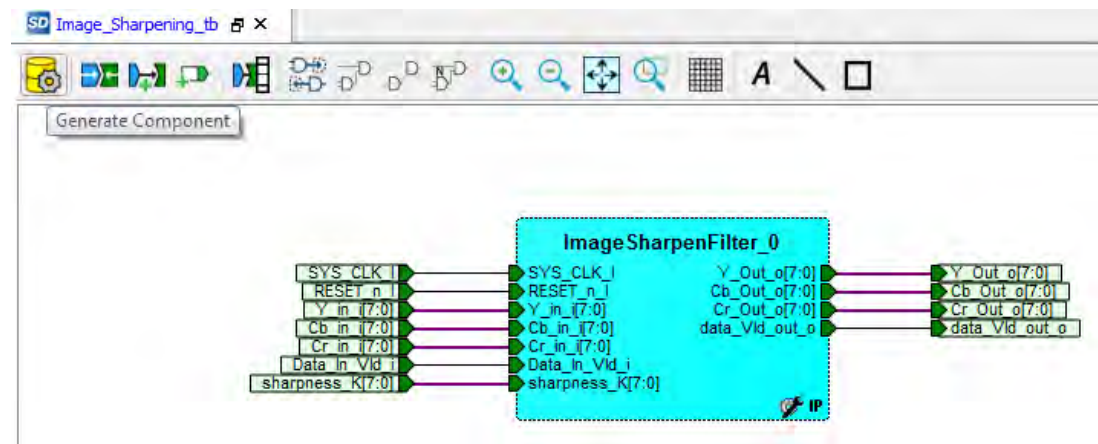 SD Image_Sharpening_tb
A
Generate Component
ImageSharpenFilter_0
SYS_CLK_I SYS_CLK_I Y_Out_o[7:0] Y_Out_o[7:0]
RESET_n_I RESET_n_I Cb_Out_o[7:0] Cb_Out_o[7:0]
Y_in_i[7:0] Y_in_i[7:0] Cr_Out_o[7:0] Cr_Out_o[7:0]
Cb_in_i[7:0] Cb_in_i[7:0] data_Vld_out_o data_Vld_out_o
Cr_in_i[7:0] Cr_in_i[7:0]
Data_In_Vld_i Data_In_Vld_i
sharpness_K[7:0] sharpness_K[7:0]
IP